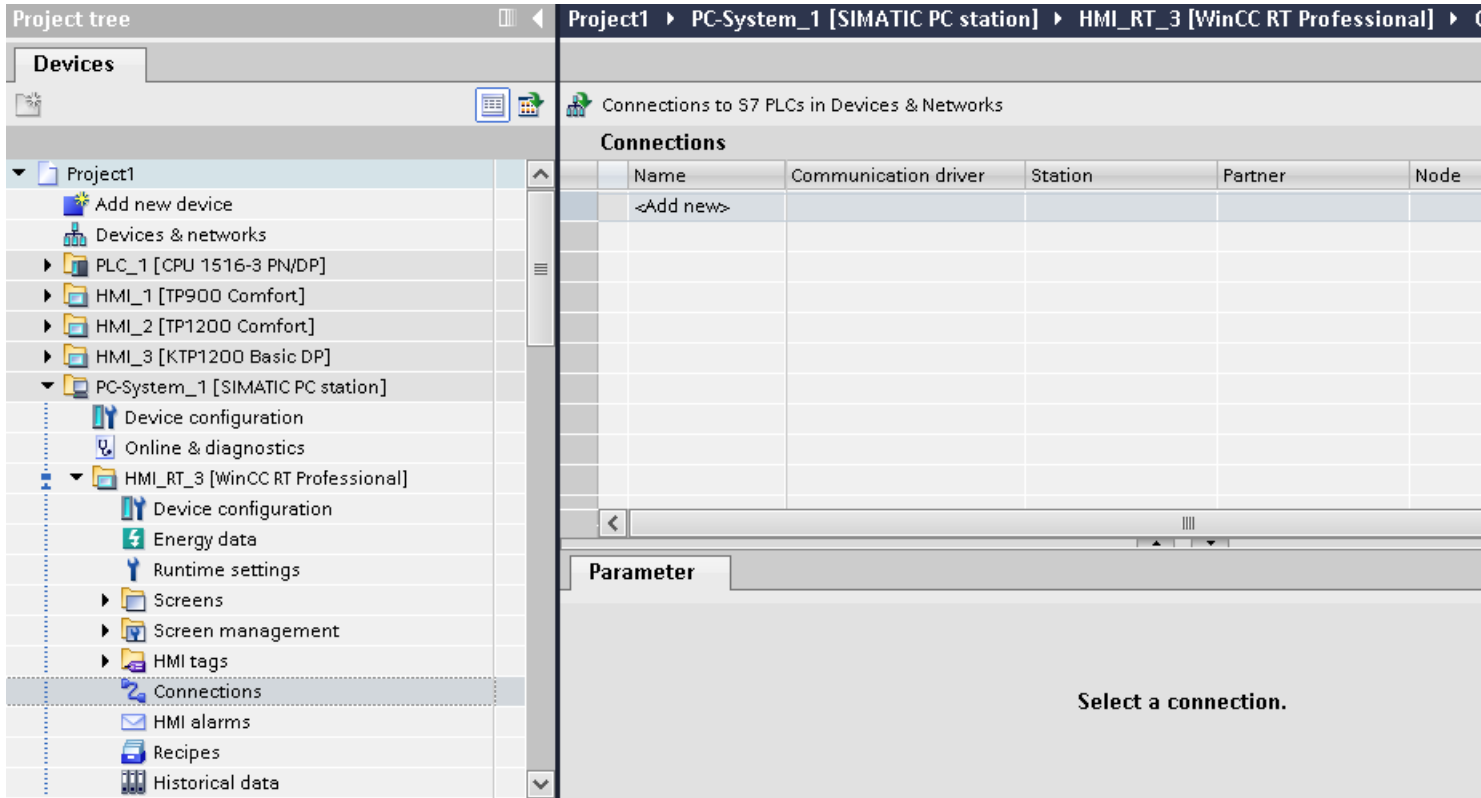 Project tree
Devices
Project1
Add new device
Devices & networks
PLC_1 [CPU 1516-3 PN/DP]
HMI_1 [TP900 Comfort]
HMI_2 [TP1200 Comfort]
HMI_3 [KTP1200 Basic DP]
PC-System_1 [SIMATIC PC station]
Device configuration
Online & diagnostics
HMI_RT_3 [WinCC RT Professional]
Device configuration
Energy data
Runtime settings
Screens
Screen management
HMI tags
Connections
HMI alarms
Recipes
Historical data
Project1 PC-System_1 [SIMATIC PC station] HMI_RT_3 [WinCC RT Professional]
Connections to S7 PLCs in Devices & Networks
Connections
Name Communication driver Station Partner Node
<Add new>
Parameter
Select a connection.